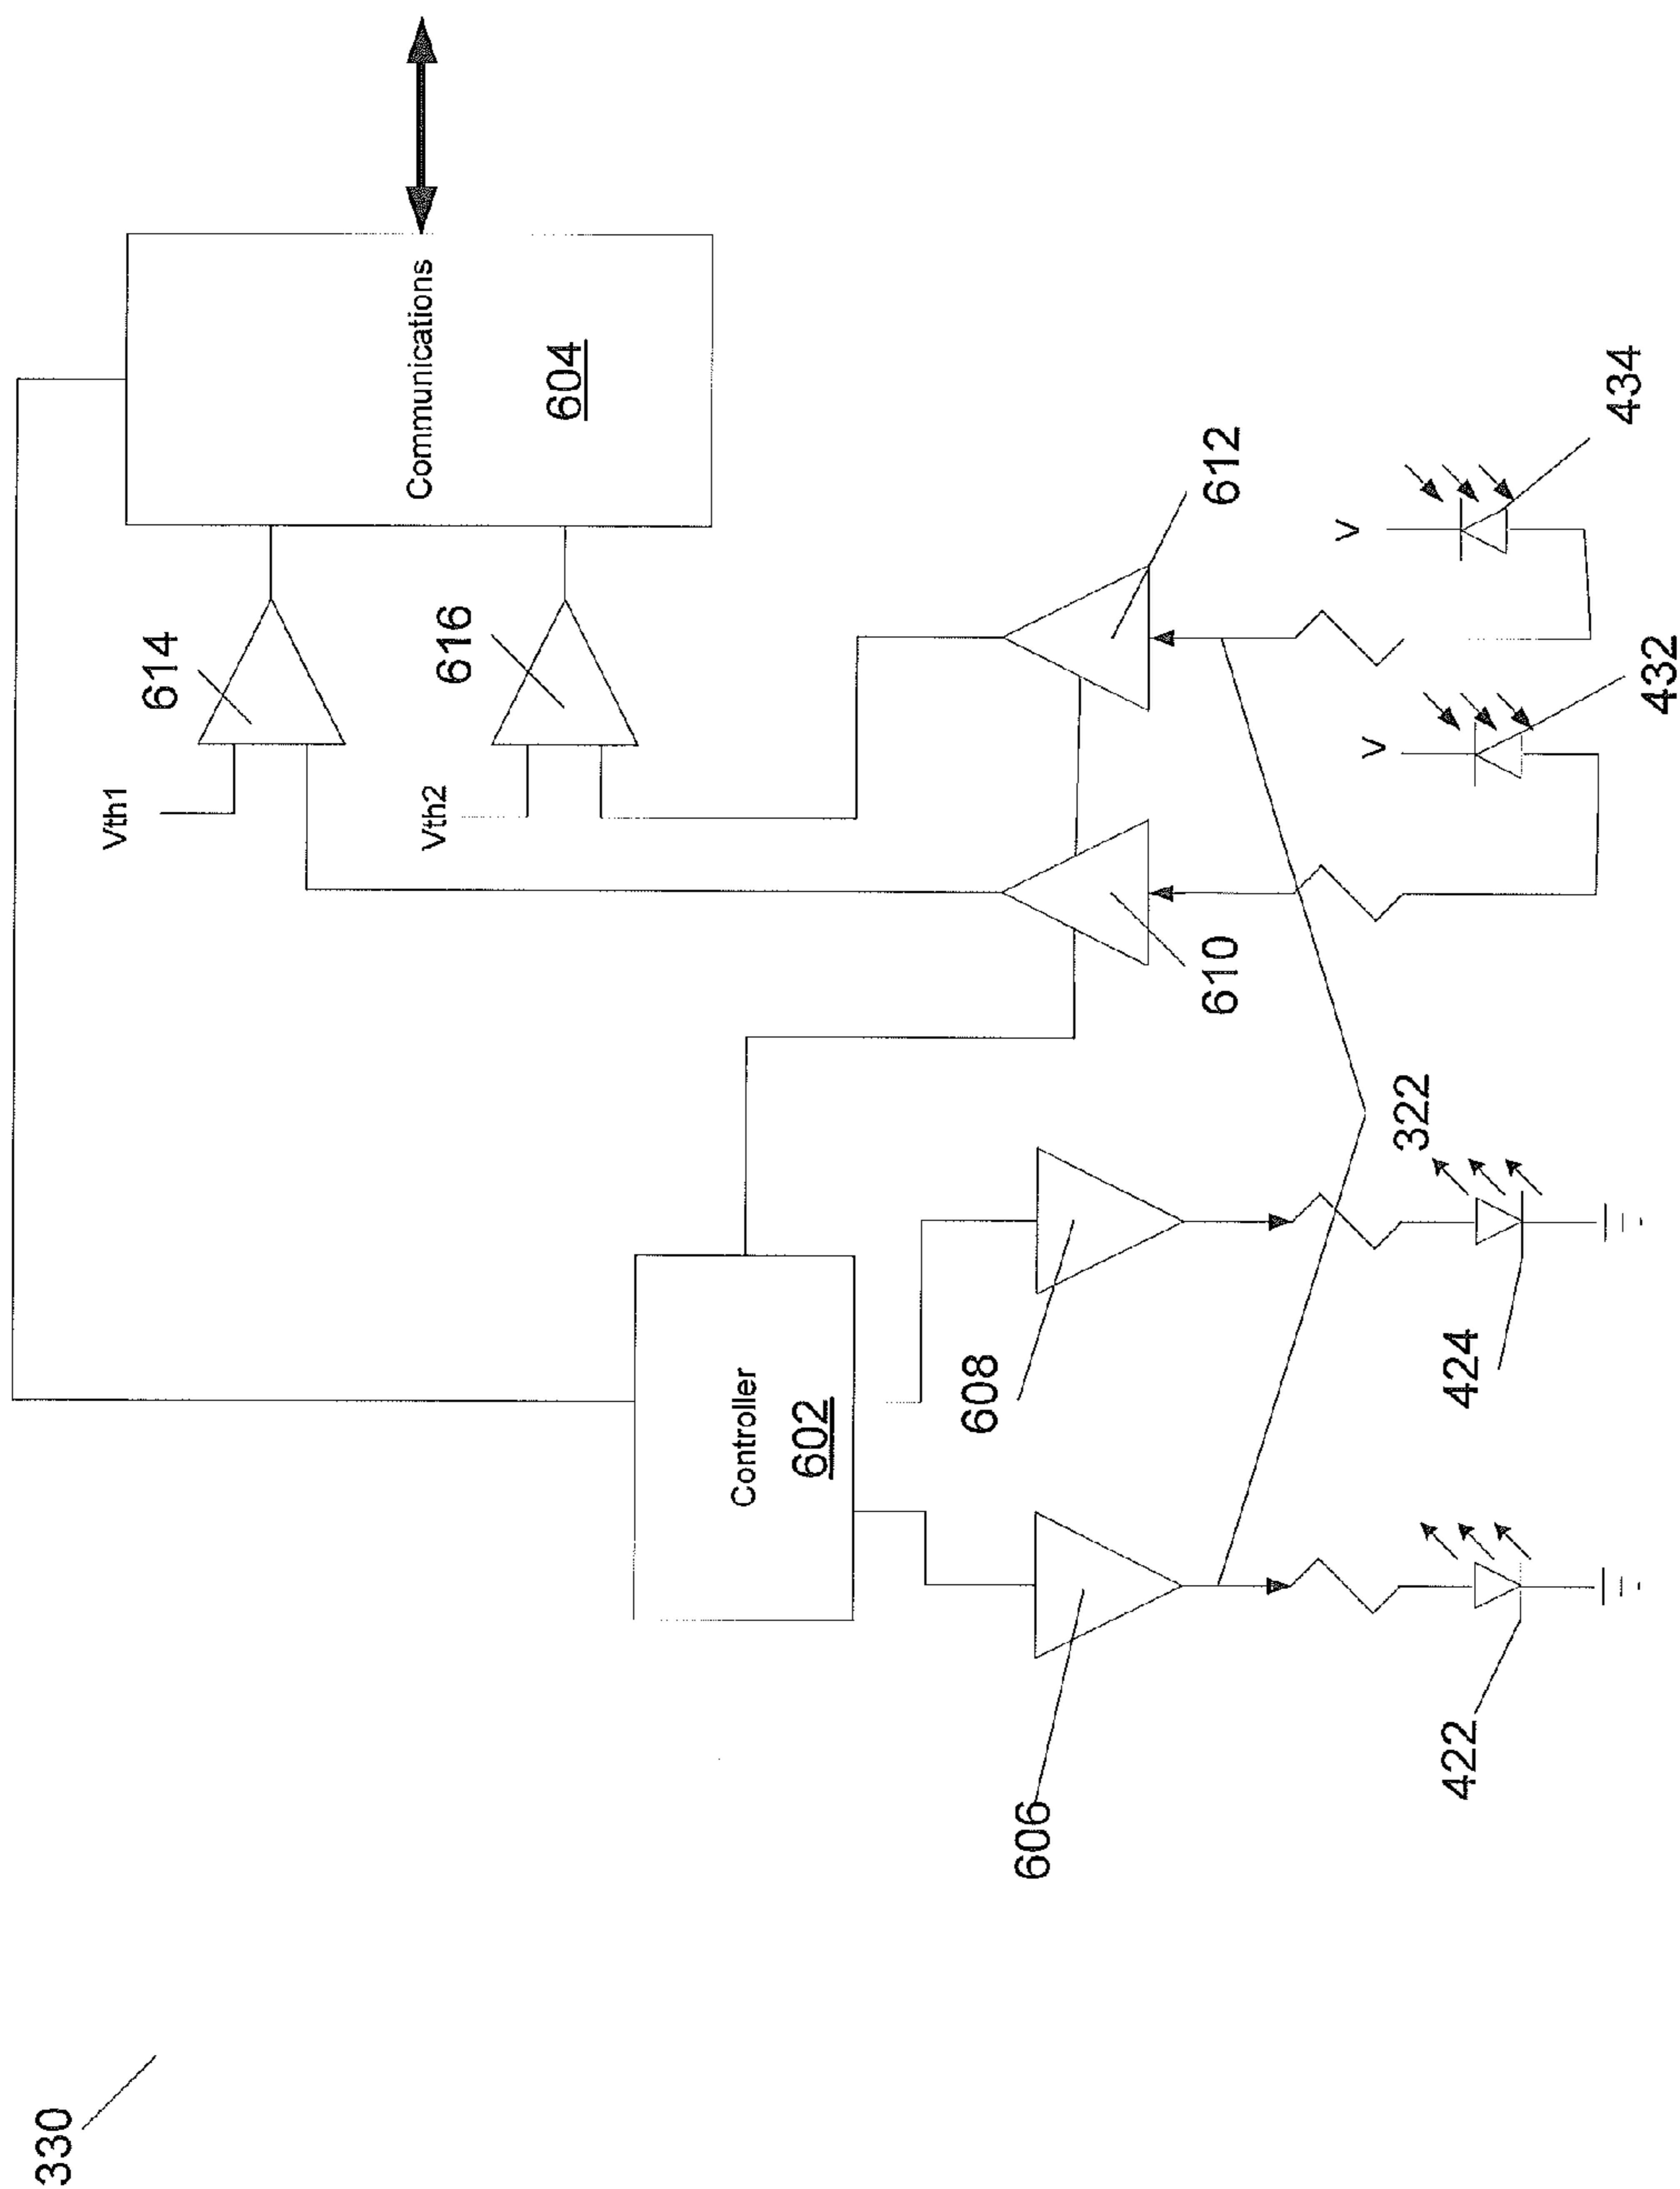 330
Vth1
614
Vth2
616
Communications
604
Controller
602
606
608
610
612
322
422
424
V
432
V
434